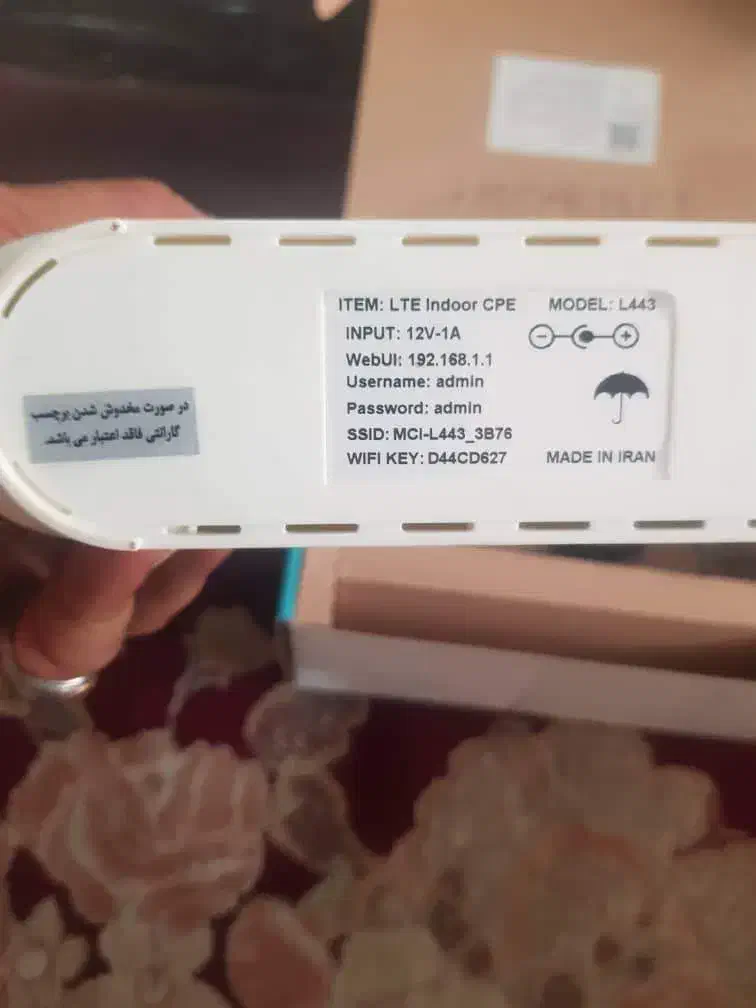 ITEM: LTE Indoor CPE MODEL: L443
INPUT: 12V-1A
WebUI: 192.168.1.1
Username: admin
Password: admin
SSID: MCI-L443_3B76
WIFI KEY: D44CD627 MADE IN IRAN
در صورت مخدوش شدن برچسب
گارانتی فاقد اعتبار می باشد.